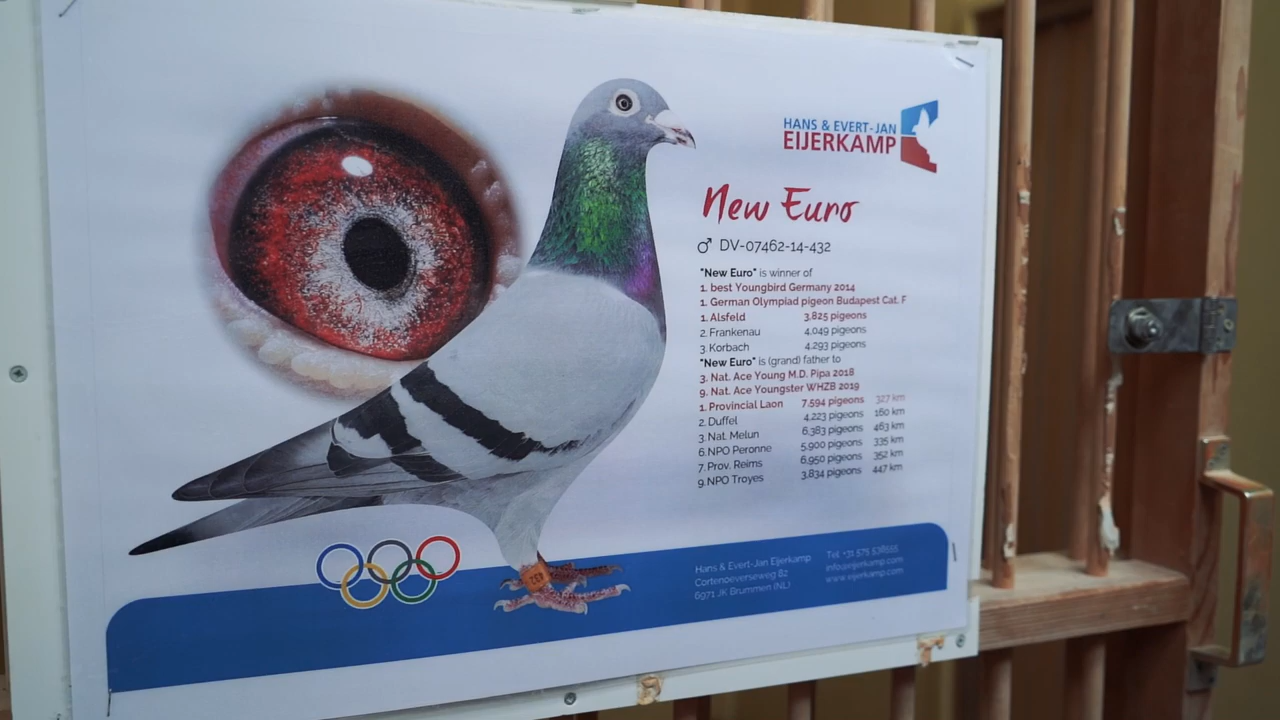 HANS & EVERT-JAN
EIJERKAMP
New Euro
♂ DV-07462-14-432
"New Euro" is winner of
1. best Youngbird Germany 2014
1. German Olympiad pigeon Budapest Cat. F
1. Alsfeld 3.825 pigeons
2. Frankenau 4.049 pigeons
3. Korbach 4.293 pigeons
"New Euro" is (grand) father to
3. Nat. Ace Young M.D. Pipa 2018
9. Nat. Ace Youngster WHZB 2019
1. Provincial Laon 7.594 pigeons 327 km
2. Duffel 4.223 pigeons 160 km
3. Nat. Melun 6.383 pigeons 463 km
6. NPO Peronne 5.900 pigeons 335 km
7. Prov. Reims 6.950 pigeons 352 km
9. NPO Troyes 3.834 pigeons 447 km
Hans & Evert-Jan Eijerkamp
Cortenoeverseweg 82
6971 JK Brummen (NL)
Tel. +31 575
info@eijerkamp.com
www.eijerkamp.com